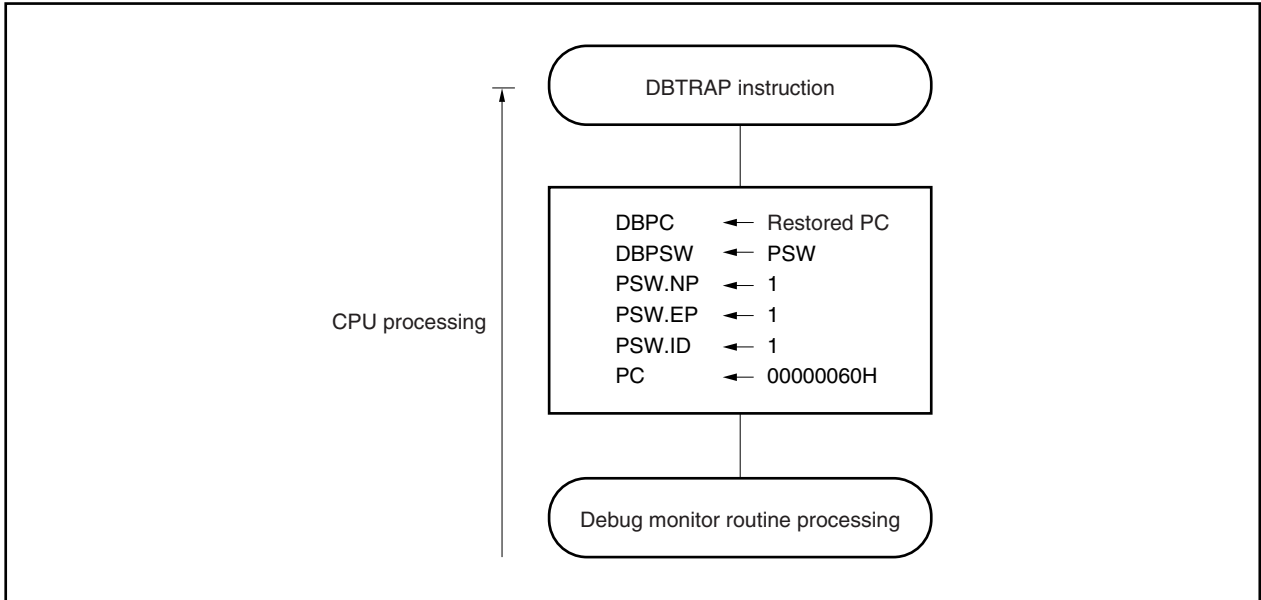 DBTRAP instruction
DBPC ← Restored PC
DBPSW ← PSW
PSW.NP ← 1
PSW.EP ← 1
PSW.ID ← 1
PC ← 00000060H
CPU processing
Debug monitor routine processing